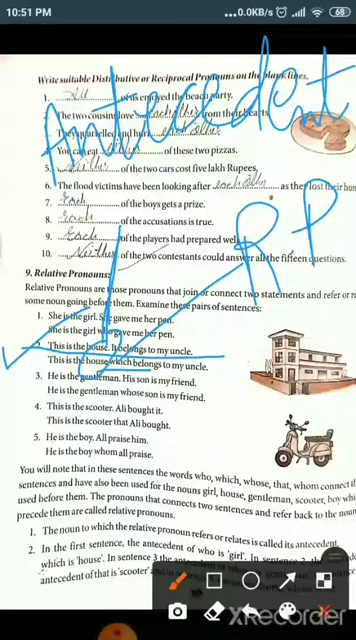 10:51 PM ...0.0KB/s 68
Write suitable Distributive or Reciprocal Pronouns on the blank lines.
1. All of us enjoyed the beach party.
2. The two cousins love each other from their hearts.
3. They quarrelled and hurt each other.
4. You can eat of these two pizzas.
5. Neither of the two cars cost five lakh Rupees.
6. The flood victims have been looking after each other as they lost their hom
7. Each of the boys gets a prize.
8. Each of the accusations is true.
9. Each of the players had prepared well
10. Neither of the two contestants could answer all the fifteen questions.
Antecedent
RP
9. Relative Pronouns:
Relative Pronouns are those pronouns that join or connect two statements and refer or re
some noun going before them. Examine these pairs of sentences:
1. She is the girl. She gave me her pen.
She is the girl who gave me her pen.
2. This is the house. It belongs to my uncle.
This is the house which belongs to my uncle.
3. He is the gentleman. His son is my friend.
He is the gentleman whose son is my friend.
4. This is the scooter. Ali bought it.
This is the scooter that Ali bought.
5. He is the boy. All praise him.
He is the boy whom all praise.
You will note that in these sentences the words who, which, whose, that, whom connect th
sentences and have also been used for the nouns girl, house, gentleman, scooter, boy whi
used before them. The pronouns that connect two sentences and refer back to the noun
precede them are called relative pronouns.
1. The noun to which the relative pronoun refers or relates is called its antecedent.
2. In the first sentence, the antecedent of who is 'girl'. In sentence 2, the
which is 'house'. In sentence 3 the antecedent of
antecedent of that is 'scooter' and in
XRECORDER